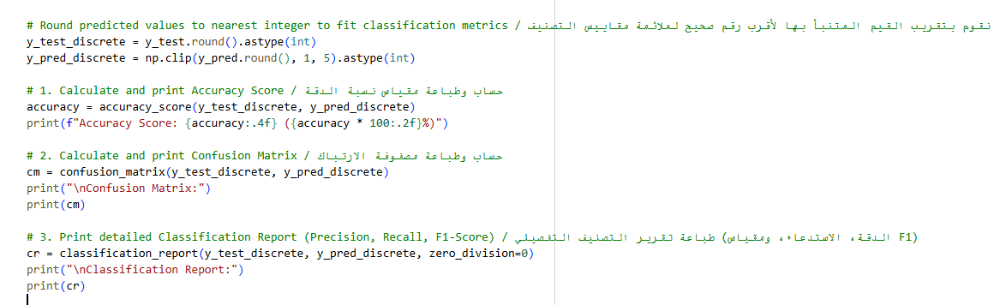 # Round predicted values to nearest integer to fit classification metrics / نقوم بتقريب القيم المتنبأ بها لأقرب رقم صحيح لملائمة مقاييس التصنيف
y_test_discrete = y_test.round().astype(int)
y_pred_discrete = np.clip(y_pred.round(), 1, 5).astype(int)
# 1. Calculate and print Accuracy Score / حساب وطباعة مقياس نسبة الدقة
accuracy = accuracy_score(y_test_discrete, y_pred_discrete)
print(f"Accuracy Score: {accuracy:.4f} ({accuracy * 100:.2f}%)")
# 2. Calculate and print Confusion Matrix / حساب وطباعة مصفوفة الارتباك
cm = confusion_matrix(y_test_discrete, y_pred_discrete)
print("\nConfusion Matrix:")
print(cm)
# 3. Print detailed Classification Report (Precision, Recall, F1-Score) / طباعة تقرير التصنيف التفصيلي (الدقة، الاستدعاء، ومقياس F1)
cr = classification_report(y_test_discrete, y_pred_discrete, zero_division=0)
print("\nClassification Report:")
print(cr)